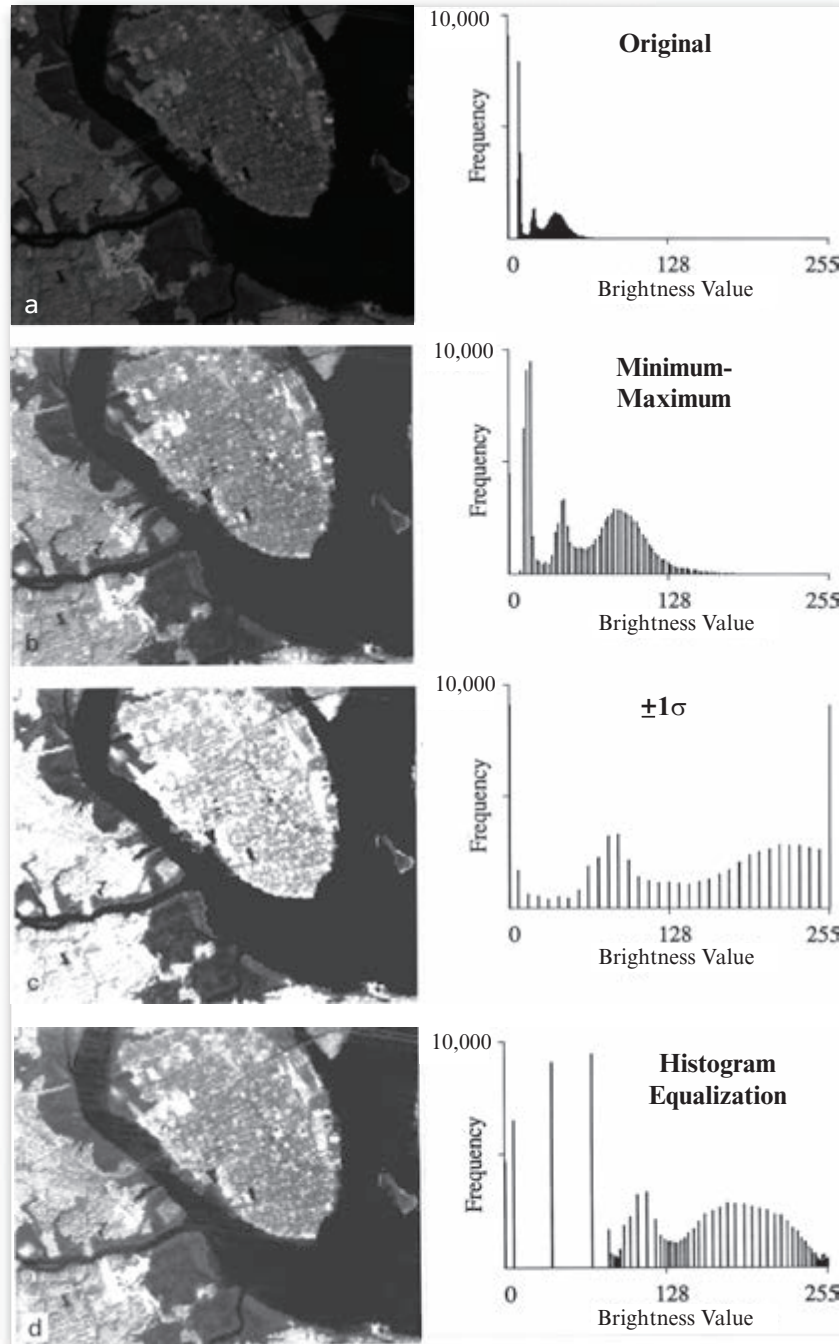 a
10,000
Original
Frequency
0
128
255
Brightness Value
b
10,000
Minimum-
Maximum
Frequency
0
128
255
Brightness Value
c
10,000
±1σ
Frequency
0
128
255
Brightness Value
d
10,000
Histogram
Equalization
Frequency
0
128
255
Brightness Value